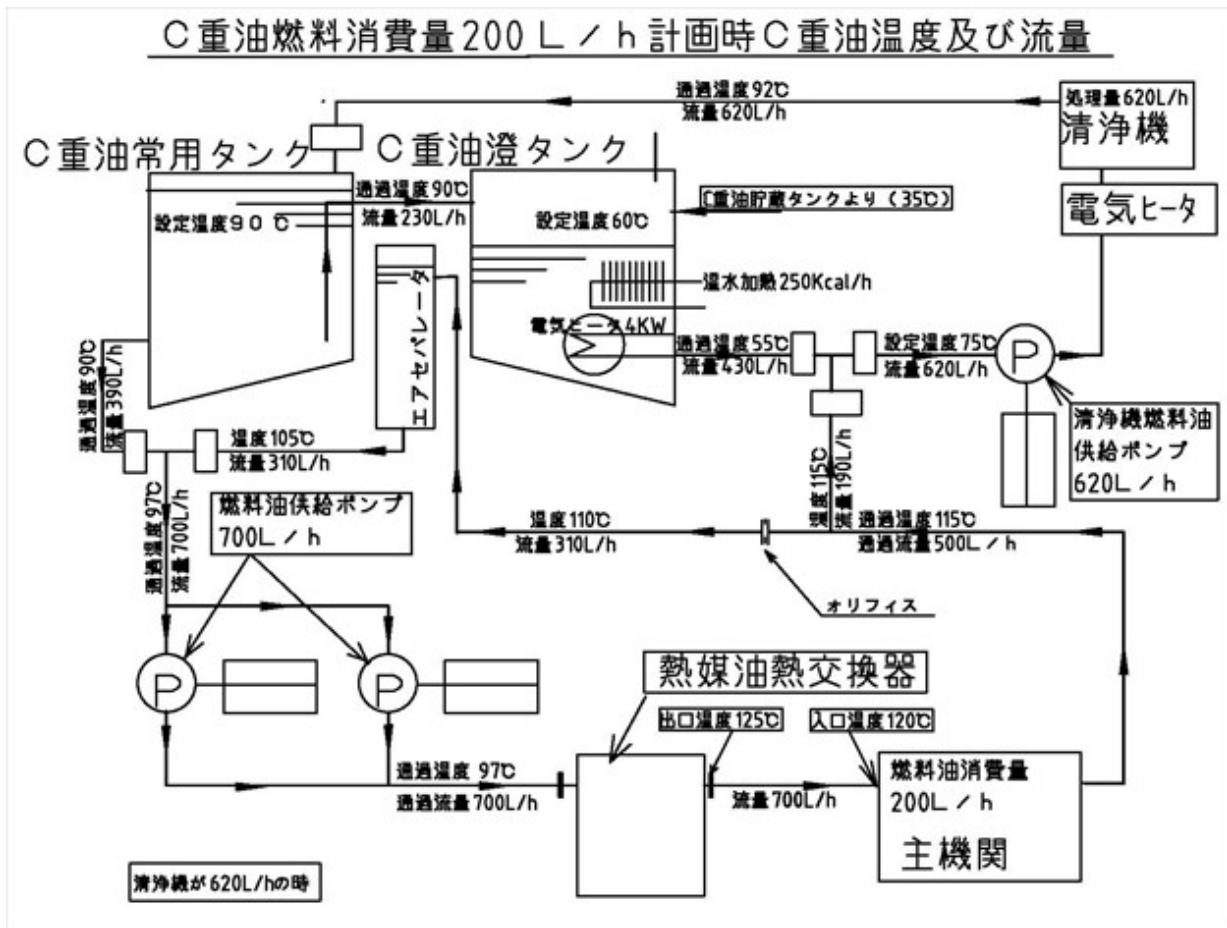 C重油燃料消費量200L/h計画時C重油温度及び流量
通過温度92℃
流量620L/h
処理量620L/h
清浄機
電気ヒータ
C重油常用タンク
C重油澄タンク
通過温度90℃
流量230L/h
C重油貯蔵タンクより(35℃)
設定温度90℃
設定温度60℃
エアセパレータ
温水加熱250Kcal/h
電気ヒータ4KW
通過温度55℃
流量430L/h
設定温度75℃
流量620L/h
P
通過温度90℃
流量390L/h
温度105℃
流量310L/h
清浄機燃料油
供給ポンプ
620L/h
温度115℃
流量190L/h
通過温度97℃
流量700L/h
燃料油供給ポンプ
700L/h
温度110℃
流量310L/h
通過温度115℃
通過流量500L/h
オリフィス
P
P
熱媒油熱交換器
出口温度125℃
入口温度120℃
通過温度 97℃
通過流量700L/h
流量700L/h
燃料油消費量
200L/h
主機関
清浄機が620L/hの時